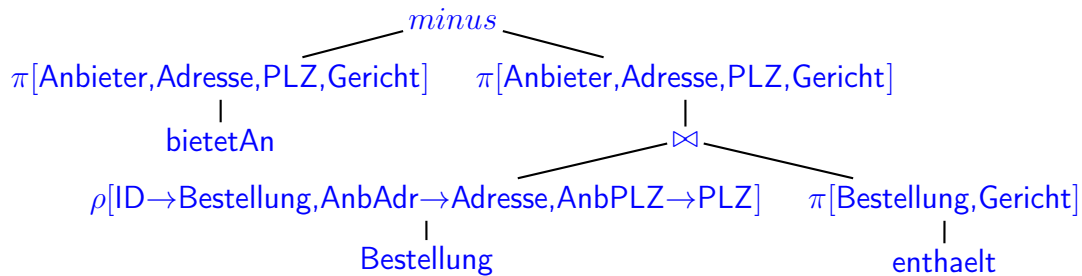 minus
π[Anbieter,Adresse,PLZ,Gericht] π[Anbieter,Adresse,PLZ,Gericht]
bietetAn ⋈
ρ[ID→Bestellung,AnbAdr→Adresse,AnbPLZ→PLZ] π[Bestellung,Gericht]
Bestellung enthaelt